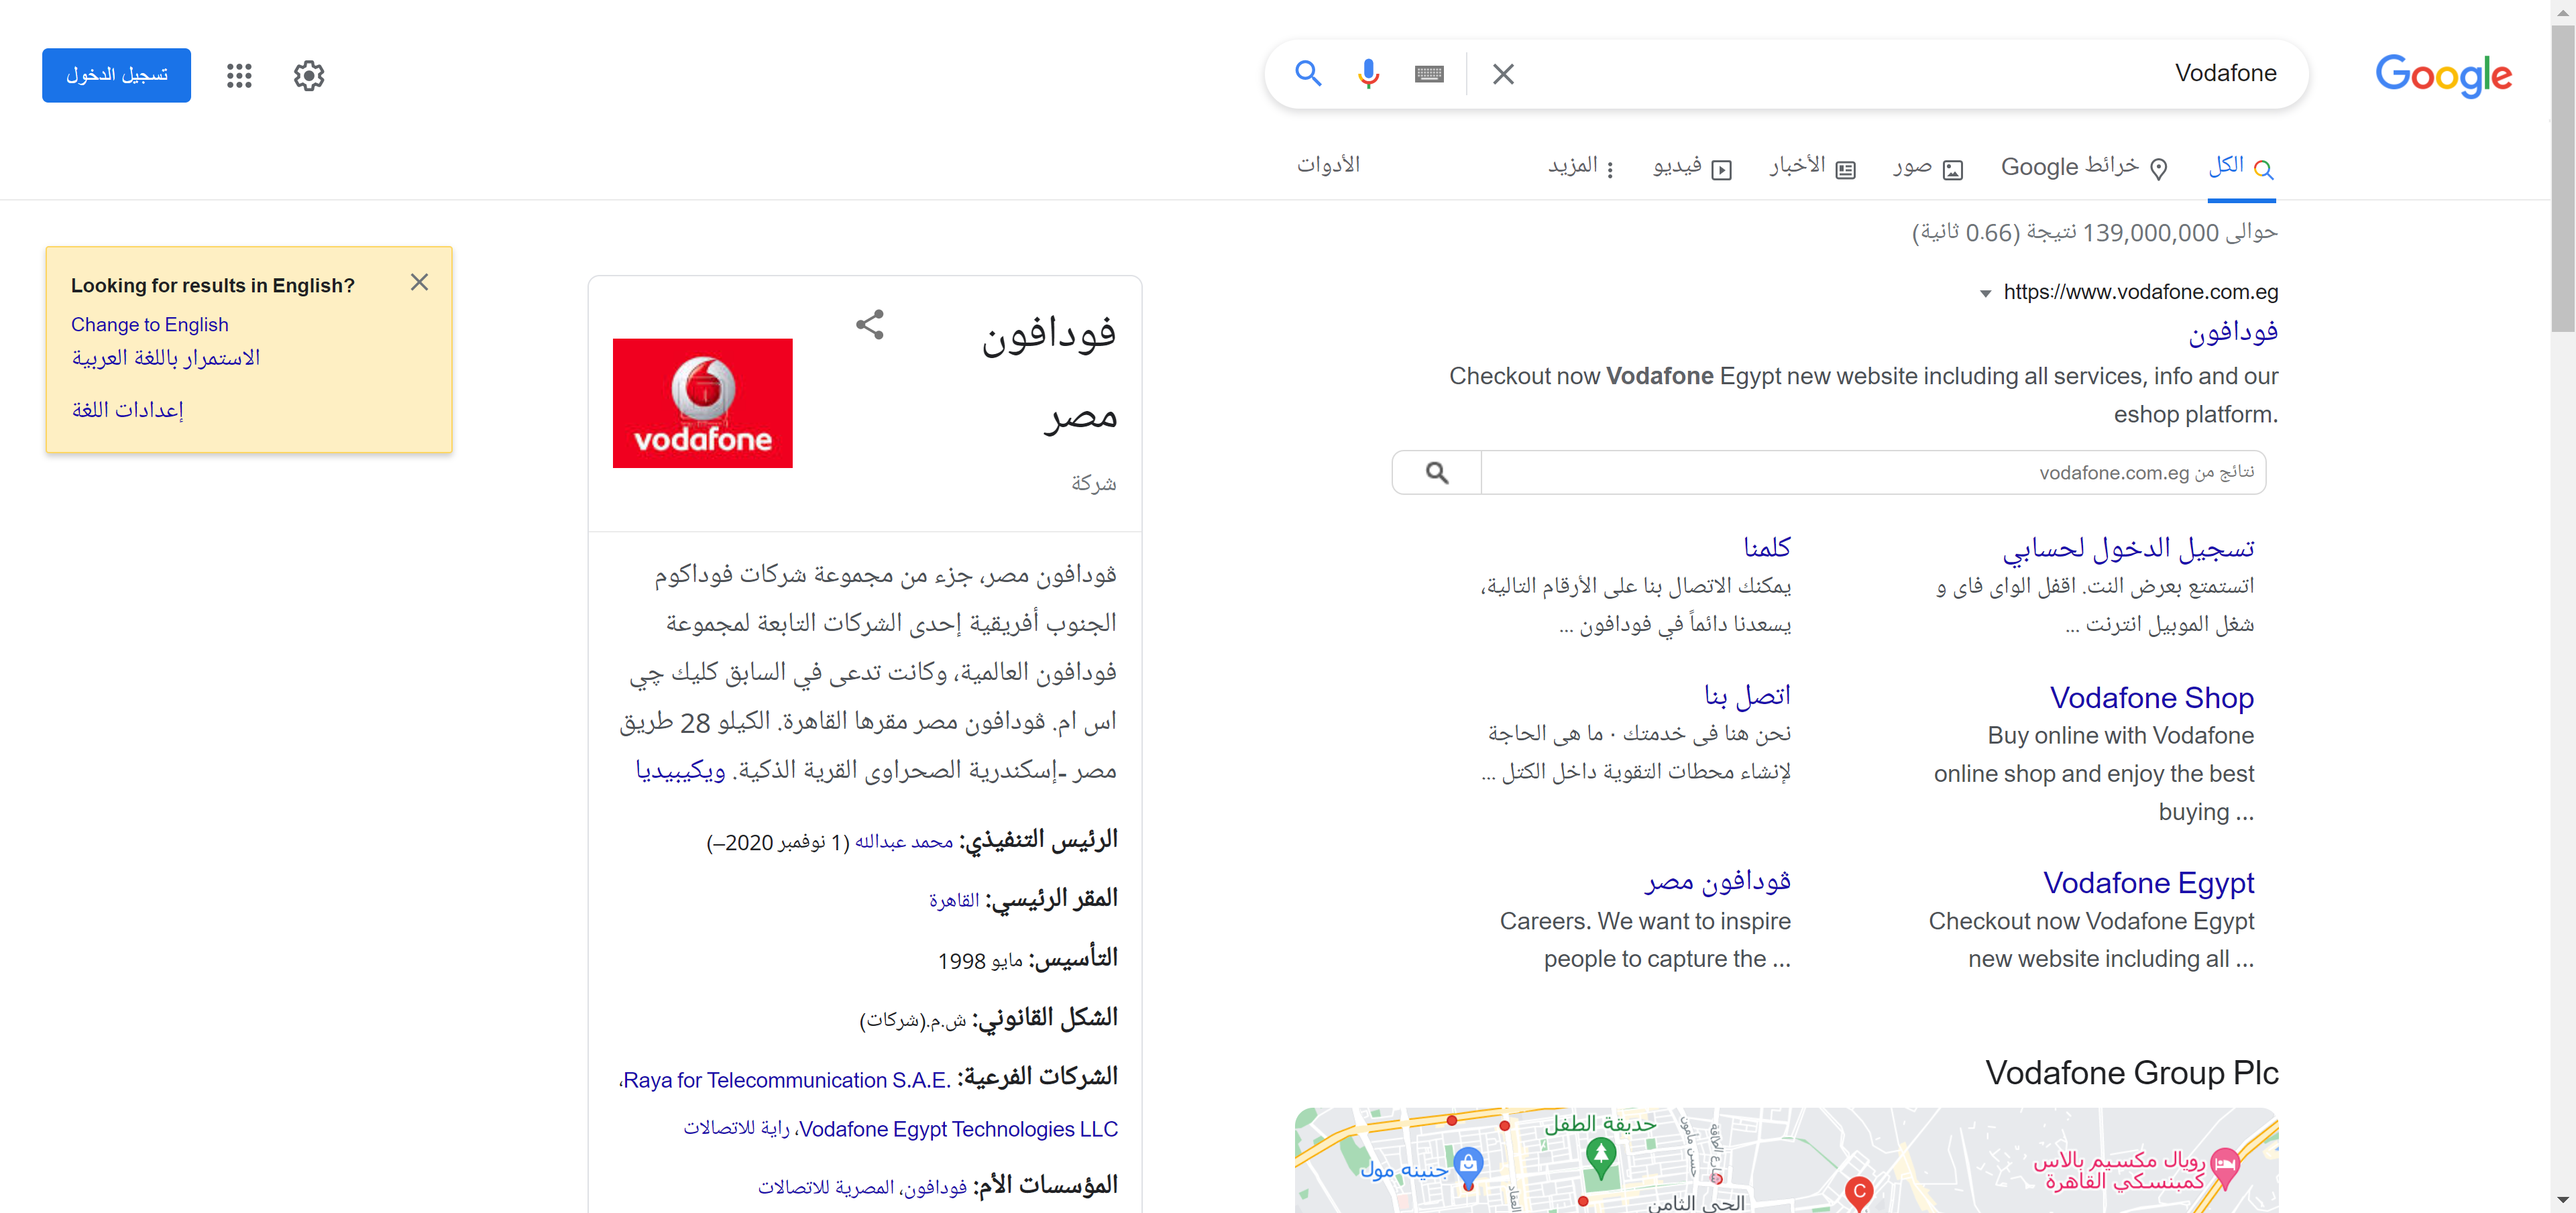 Google
Vodafone
تسجيل الدخول
الكل
خرائط Google
صور
الأخبار
فيديو
المزيد
الأدوات
حوالى 139,000,000 نتيجة (0.66 ثانية)
https://www.vodafone.com.eg
فودافون
Checkout now Vodafone Egypt new website including all services, info and our
eshop platform.
نتائج من vodafone.com.eg
تسجيل الدخول لحسابي
اتستمتع بعرض النت. اقفل الواى فاى و
شغل الموبيل انترنت ...
كلمنا
يمكنك الاتصال بنا على الأرقام التالية،
يسعدنا دائماً في فودافون ...
Vodafone Shop
Buy online with Vodafone
online shop and enjoy the best
buying ...
اتصل بنا
نحن هنا فى خدمتك · ما هى الحاجة
لإنشاء محطات التقوية داخل الكتل ...
Vodafone Egypt
Checkout now Vodafone Egypt
new website including all ...
ڤودافون مصر
Careers. We want to inspire
people to capture the ...
Vodafone Group Plc
حديقة الطفل
جنينه مول
رويال مكسيم بالاس
كمبنسكي القاهرة
الحي الثامن
حسن مأمون
العقاد
C
فودافون
مصر
شركة
vodafone
ڤودافون مصر، جزء من مجموعة شركات فوداكوم
الجنوب أفريقية إحدى الشركات التابعة لمجموعة
فودافون العالمية، وكانت تدعى في السابق كليك چي
اس ام. ڤودافون مصر مقرها القاهرة. الكيلو 28 طريق
مصر -إسكندرية الصحراوى القرية الذكية. ويكيبيديا
الرئيس التنفيذي: محمد عبدالله (1 نوفمبر 2020–)
المقر الرئيسي: القاهرة
التأسيس: مايو 1998
الشكل القانوني: ش.م.(شركات)
الشركات الفرعية: Raya for Telecommunication S.A.E.،
Vodafone Egypt Technologies LLC، راية للاتصالات
المؤسسات الأم: فودافون، المصرية للاتصالات
Looking for results in English?
Change to English
الاستمرار باللغة العربية
إعدادات اللغة